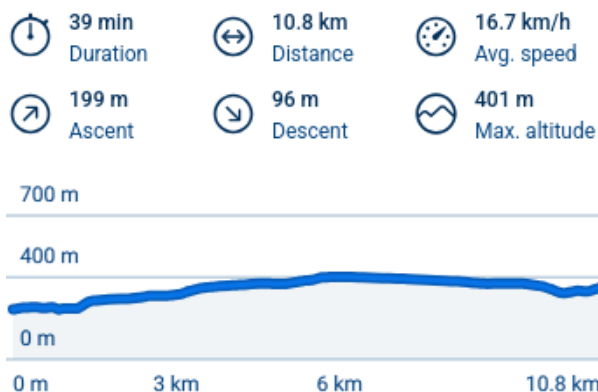 39 min
Duration
10.8 km
Distance
16.7 km/h
Avg. speed
199 m
Ascent
96 m
Descent
401 m
Max. altitude
700 m
400 m
0 m
0 m
3 km
6 km
10.8 km